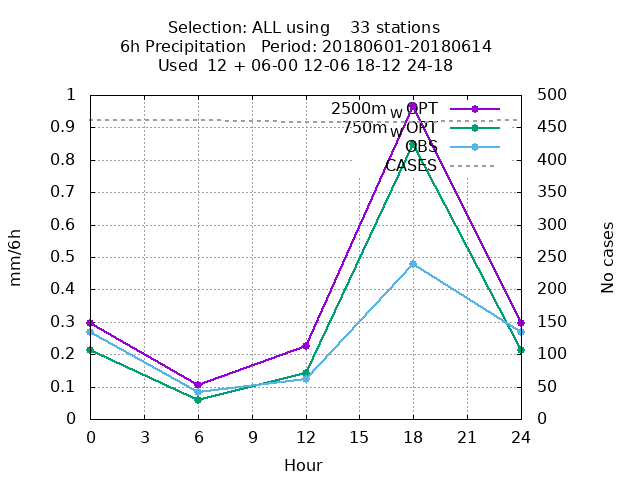 Selection: ALL using    33 stations
6h Precipitation   Period: 20180601-20180614
Used  12 + 06-00 12-06 18-12 24-18
1
0.9
0.8
0.7
0.6
0.5
0.4
0.3
0.2
0.1
0
mm/6h
2500m WOPT
750m WOPT
OBS
CASES
500
450
400
350
300
250
200
150
100
50
0
No cases
0 3 6 9 12 15 18 21 24
Hour